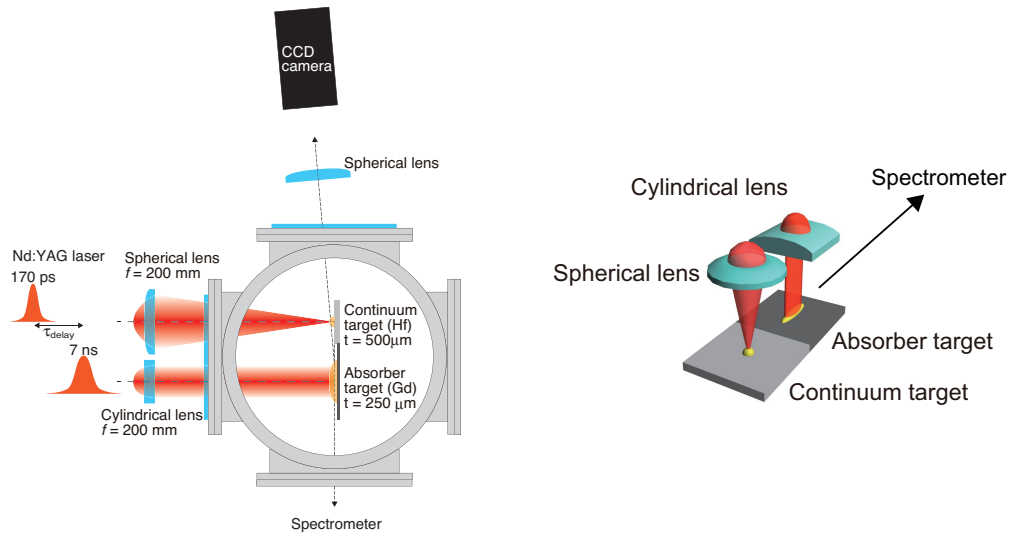 CCD
camera
Spherical lens
Nd:YAG laser
170 ps
Spherical lens
f = 200 mm
τdelay
7 ns
Continuum
target (Hf)
t = 500μm
Absorber
target (Gd)
t = 250 μm
Cylindrical lens
f = 200 mm
Spectrometer
Cylindrical lens
Spectrometer
Spherical lens
Absorber target
Continuum target